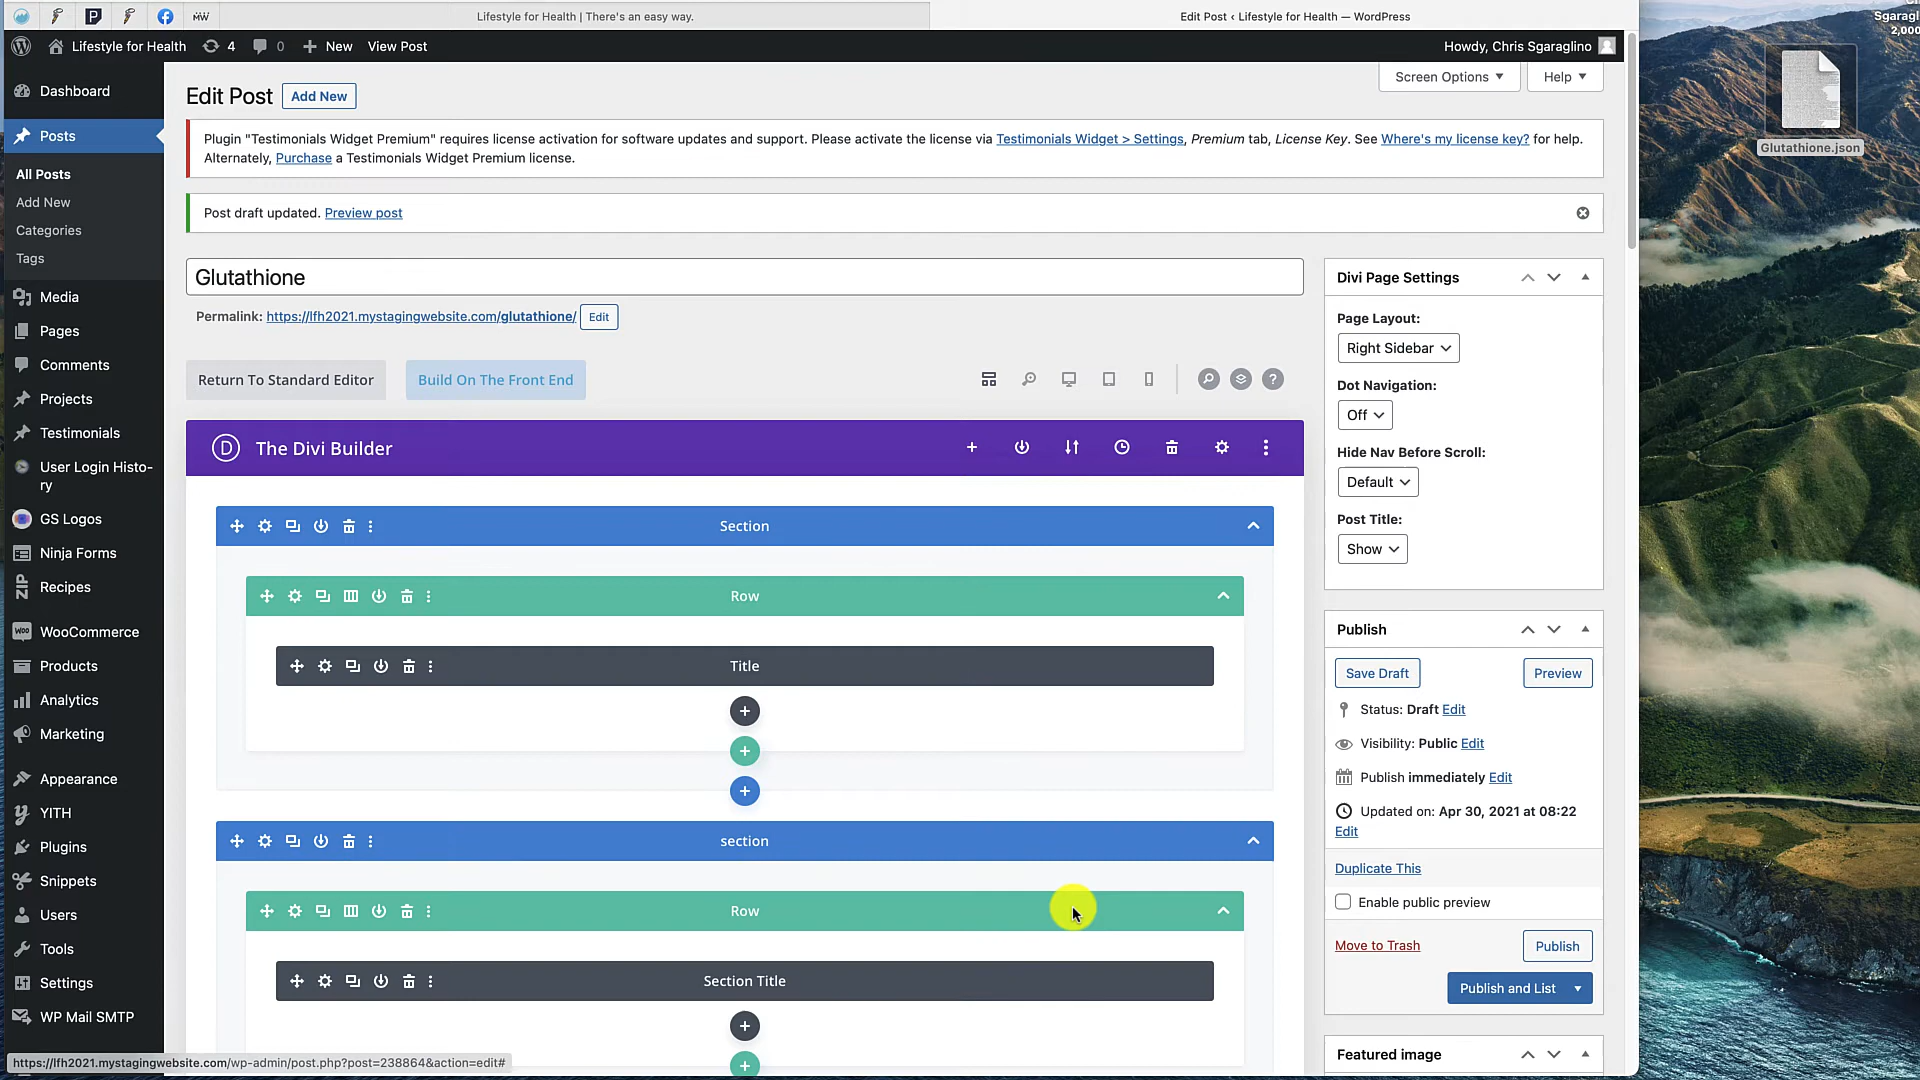 Lifestyle for Health | There's an easy way.
Edit Post ‹ Lifestyle for Health — WordPress
Sgaragl
2,000
Lifestyle for Health
4
0
New
View Post
Howdy, Chris Sgaraglino
Dashboard
Posts
All Posts
Add New
Categories
Tags
Media
Pages
Comments
Projects
Testimonials
User Login Histo-
ry
GS Logos
Ninja Forms
Recipes
WooCommerce
Products
Analytics
Marketing
Appearance
YITH
Plugins
Snippets
Users
Tools
Settings
WP Mail SMTP
Screen Options
Help
Edit Post
Add New
Plugin "Testimonials Widget Premium" requires license activation for software updates and support. Please activate the license via Testimonials Widget > Settings, Premium tab, License Key. See Where's my license key? for help.
Alternately, Purchase a Testimonials Widget Premium license.
Post draft updated. Preview post
Glutathione
Permalink: https://lfh2021.mystagingwebsite.com/glutathione/ Edit
Return To Standard Editor
Build On The Front End
The Divi Builder
Section
Row
Title
section
Row
Section Title
Divi Page Settings
Page Layout:
Right Sidebar
Dot Navigation:
Off
Hide Nav Before Scroll:
Default
Post Title:
Show
Publish
Save Draft
Preview
Status: Draft Edit
Visibility: Public Edit
Publish immediately Edit
Updated on: Apr 30, 2021 at 08:22
Edit
Duplicate This
Enable public preview
Move to Trash
Publish
Publish and List
Featured image
Glutathione.json
https://lfh2021.mystagingwebsite.com/wp-admin/post.php?post=238864&action=edit#